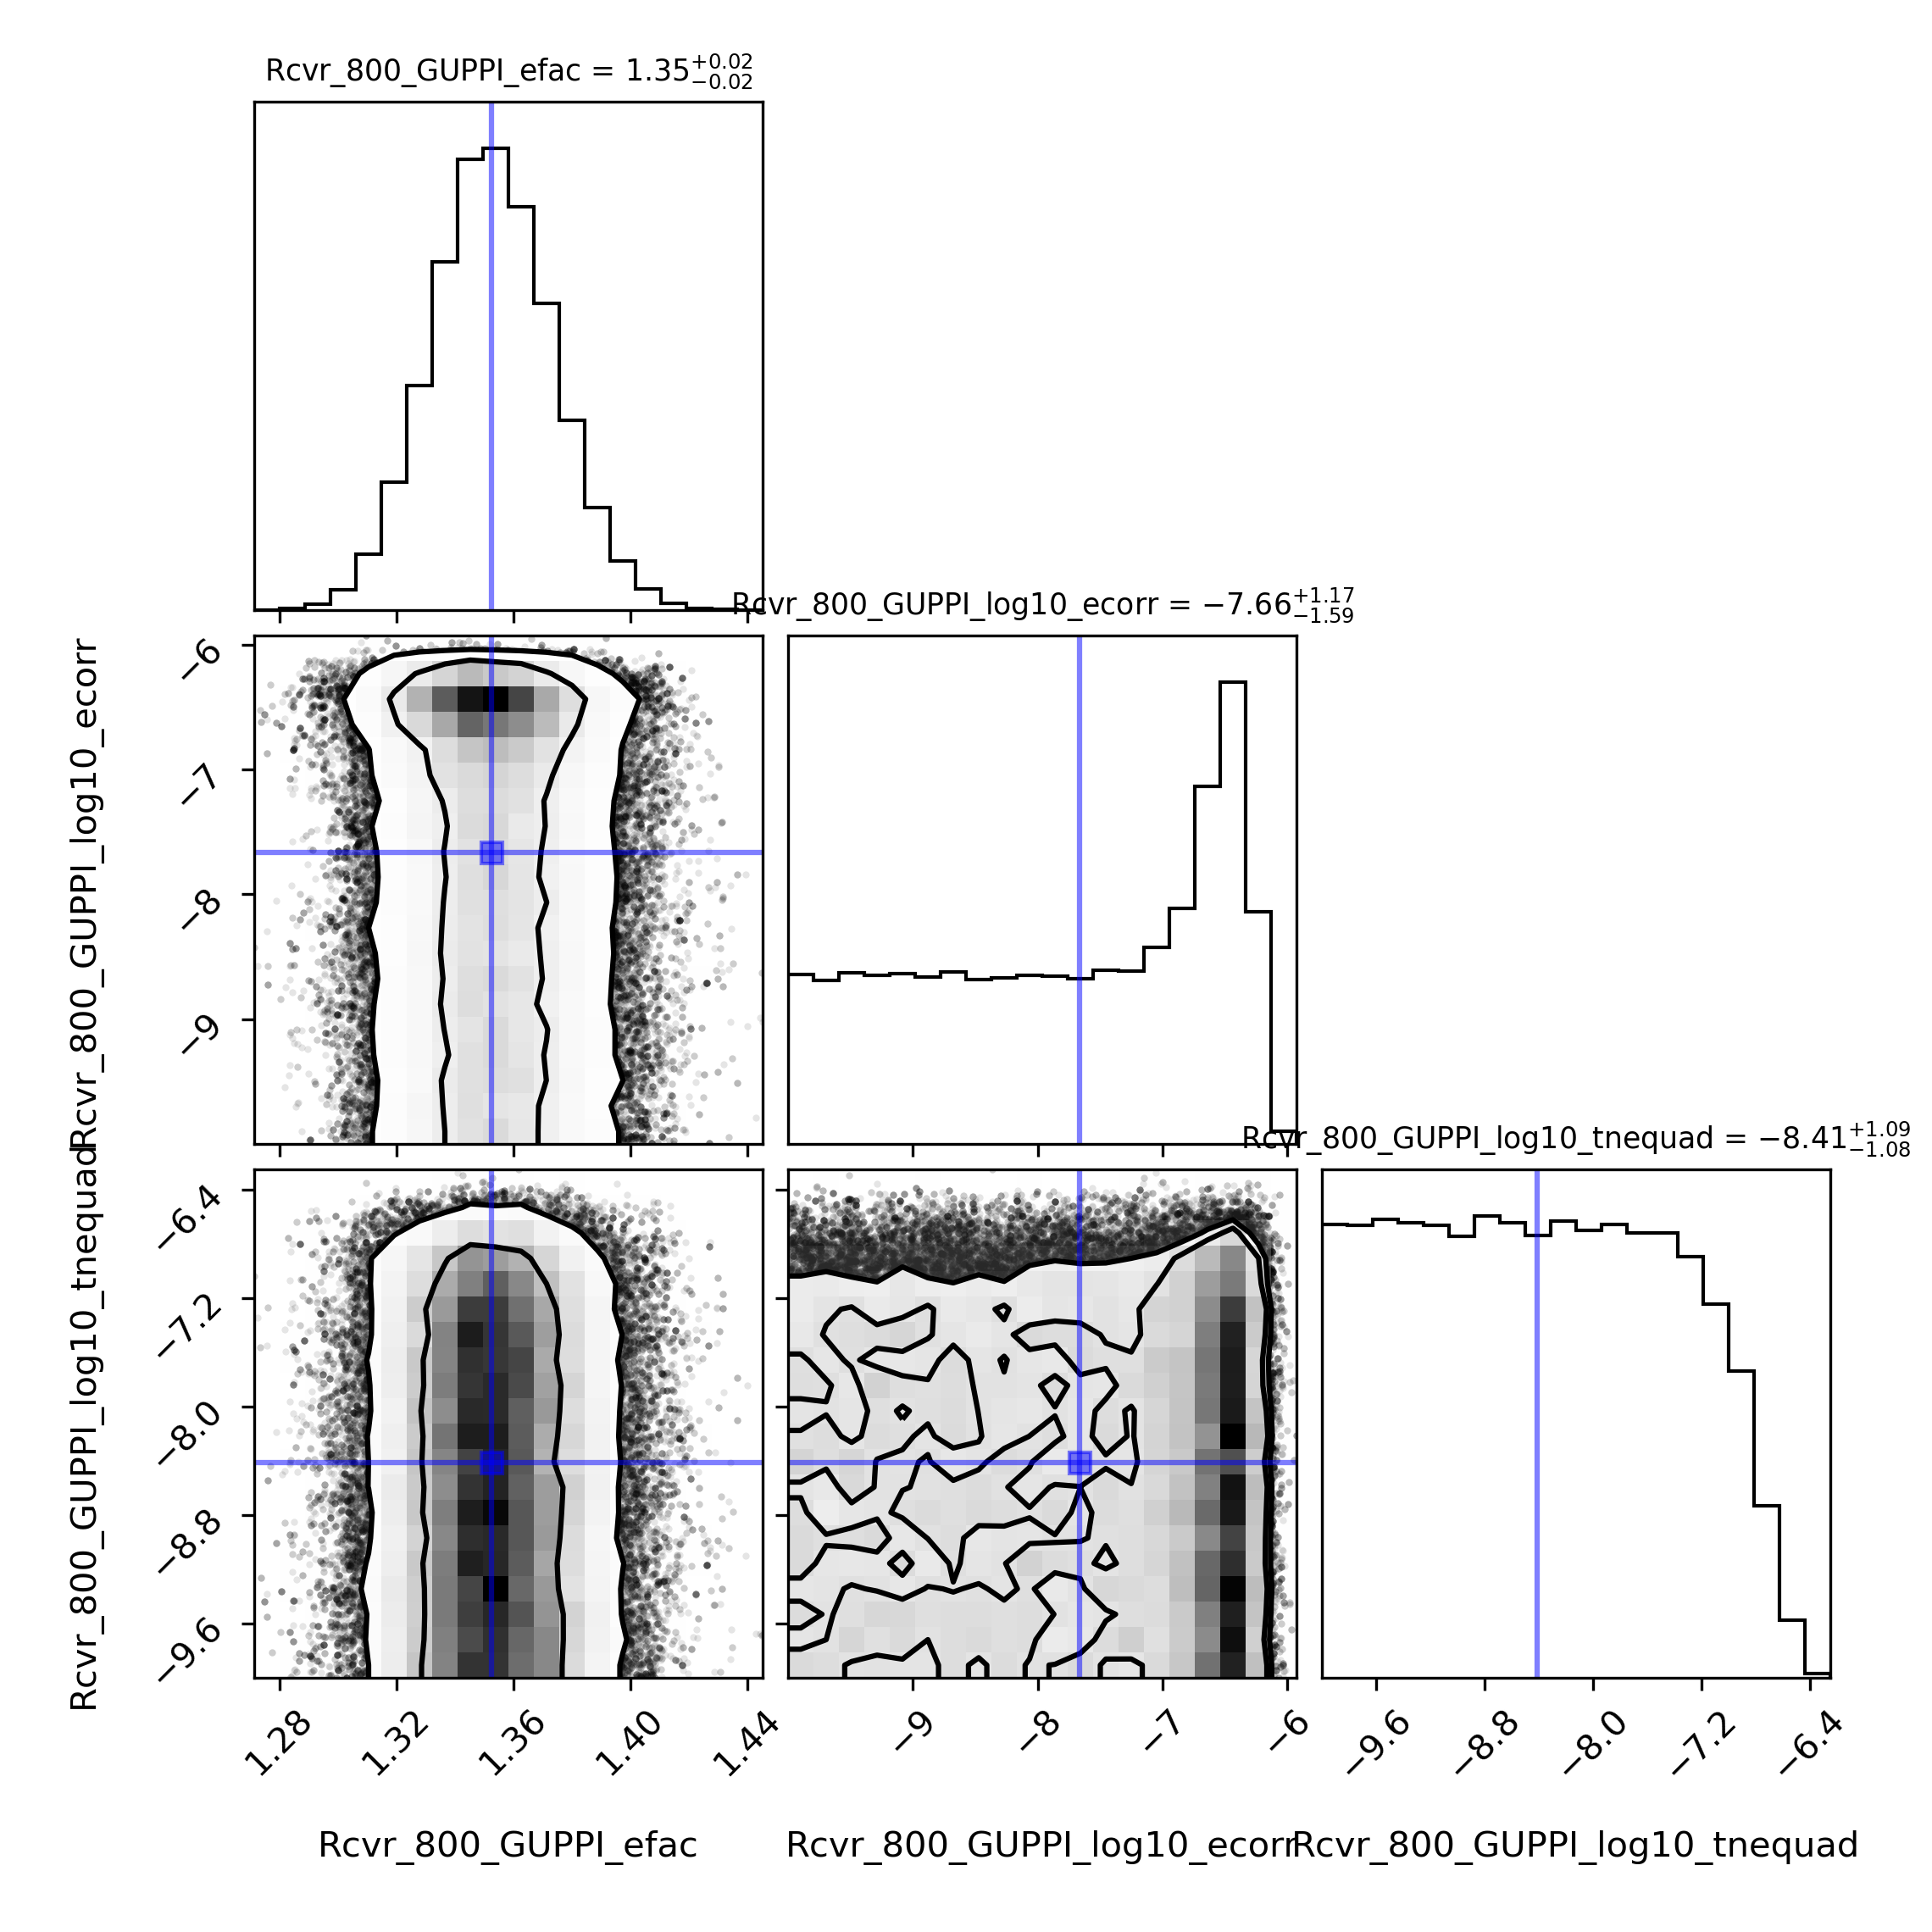 Rcvr_800_GUPPI_efac = 1.35+0.02 −0.02
Rcvr_800_GUPPI_log10_ecorr = −7.66+1.17 −1.59
Rcvr_800_GUPPI_log10_ecorr
−6
−7
−8
−9
Rcvr_800_GUPPI_log10_tnequad = −8.41+1.09 −1.08
Rcvr_800_GUPPI_log10_tnequad
−6.4
−7.2
−8.0
−8.8
−9.6
1.28 1.32 1.36 1.40 1.44
−9 −8 −7 −6
−9.6 −8.8 −8.0 −7.2 −6.4
Rcvr_800_GUPPI_efac
Rcvr_800_GUPPI_log10_ecorr
Rcvr_800_GUPPI_log10_tnequad